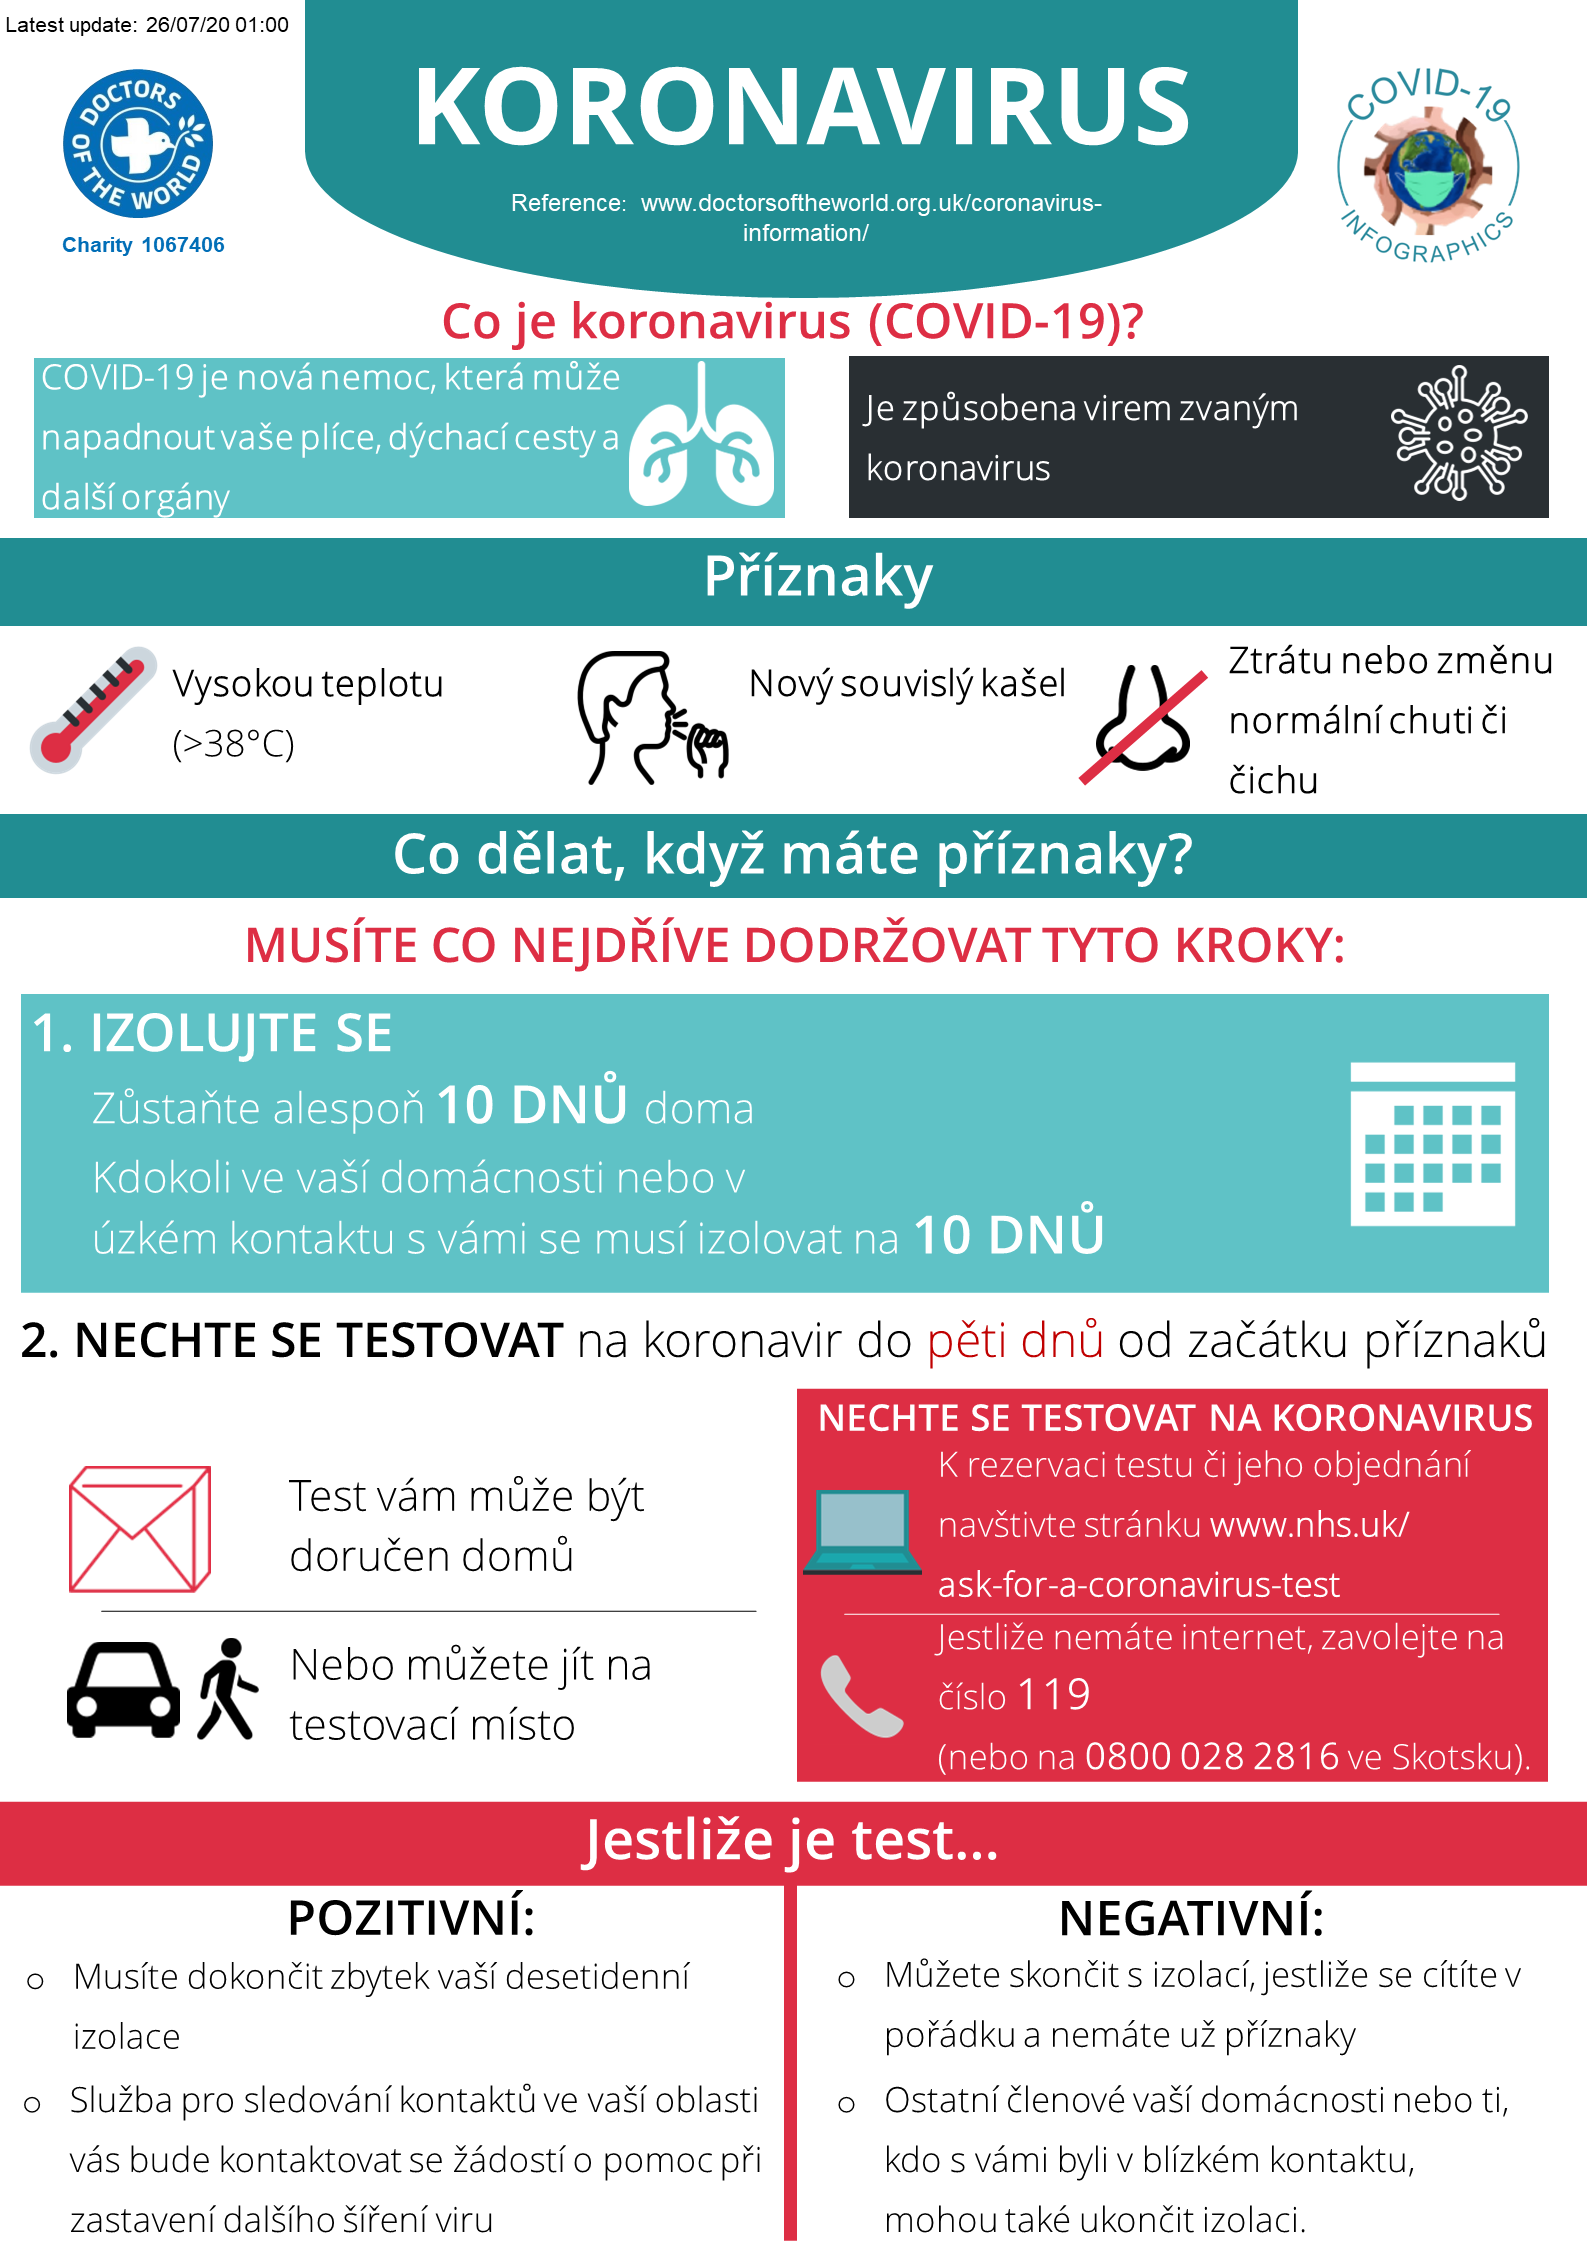 Latest update: 26/07/20 01:00
DOCTORS OF THE WORLD
Charity 1067406
KORONAVIRUS
Reference: www.doctorsoftheworld.org.uk/coronavirus-
information/
COVID-19
INFOGRAPHICS
Co je koronavirus (COVID-19)?
COVID-19 je nová nemoc, která může
napadnout vaše plíce, dýchací cesty a
další orgány
Je způsobena virem zvaným
koronavirus
Příznaky
Vysokou teplotu
(>38°C)
Nový souvislý kašel
Ztrátu nebo změnu
normální chuti či
čichu
Co dělat, když máte příznaky?
MUSÍTE CO NEJDŘÍVE DODRŽOVAT TYTO KROKY:
1. IZOLUJTE SE
Zůstaňte alespoň 10 DNŮ doma
Kdokoli ve vaší domácnosti nebo v
úzkém kontaktu s vámi se musí izolovat na 10 DNŮ
2. NECHTE SE TESTOVAT na koronavir do pěti dnů od začátku příznaků
Test vám může být
doručen domů
Nebo můžete jít na
testovací místo
NECHTE SE TESTOVAT NA KORONAVIRUS
K rezervaci testu či jeho objednání
navštivte stránku www.nhs.uk/
ask-for-a-coronavirus-test
Jestliže nemáte internet, zavolejte na
číslo 119
(nebo na 0800 028 2816 ve Skotsku).
Jestliže je test...
POZITIVNÍ:
o Musíte dokončit zbytek vaší desetidenní
izolace
o Služba pro sledování kontaktů ve vaší oblasti
vás bude kontaktovat se žádostí o pomoc při
zastavení dalšího šíření viru
NEGATIVNÍ:
o Můžete skončit s izolací, jestliže se cítíte v
pořádku a nemáte už příznaky
o Ostatní členové vaší domácnosti nebo ti,
kdo s vámi byli v blízkém kontaktu,
mohou také ukončit izolaci.